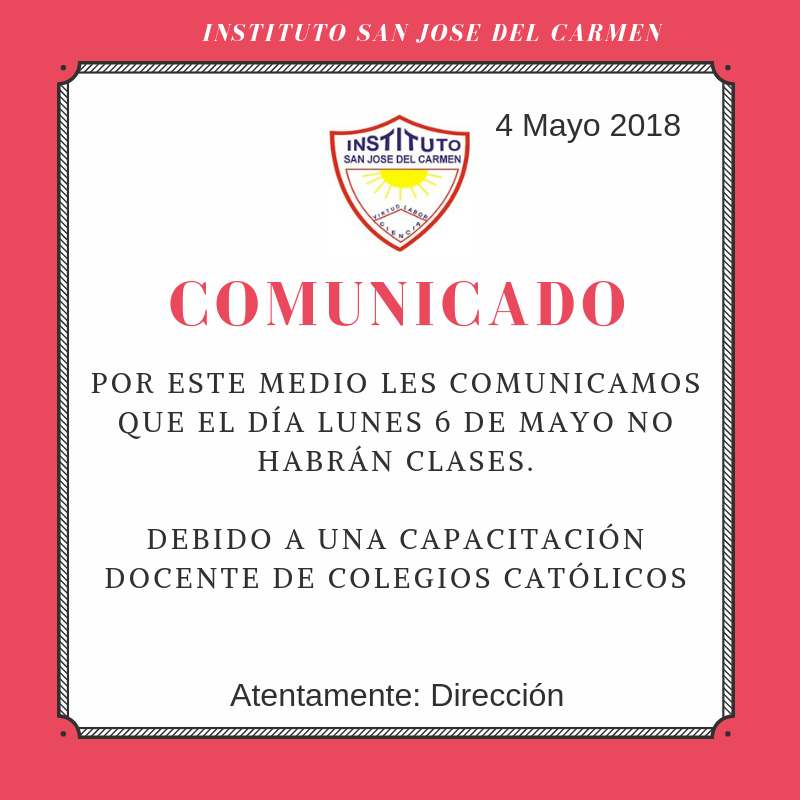 INSTITUTO SAN JOSE DEL CARMEN
4 Mayo 2018
INSTITUTO
SAN JOSE DEL CARMEN
VIRTUD LABOR
CIENCIA
COMUNICADO
POR ESTE MEDIO LES COMUNICAMOS
QUE EL DÍA LUNES 6 DE MAYO NO
HABRÁN CLASES.
DEBIDO A UNA CAPACITACIÓN
DOCENTE DE COLEGIOS CATÓLICOS
Atentamente: Dirección